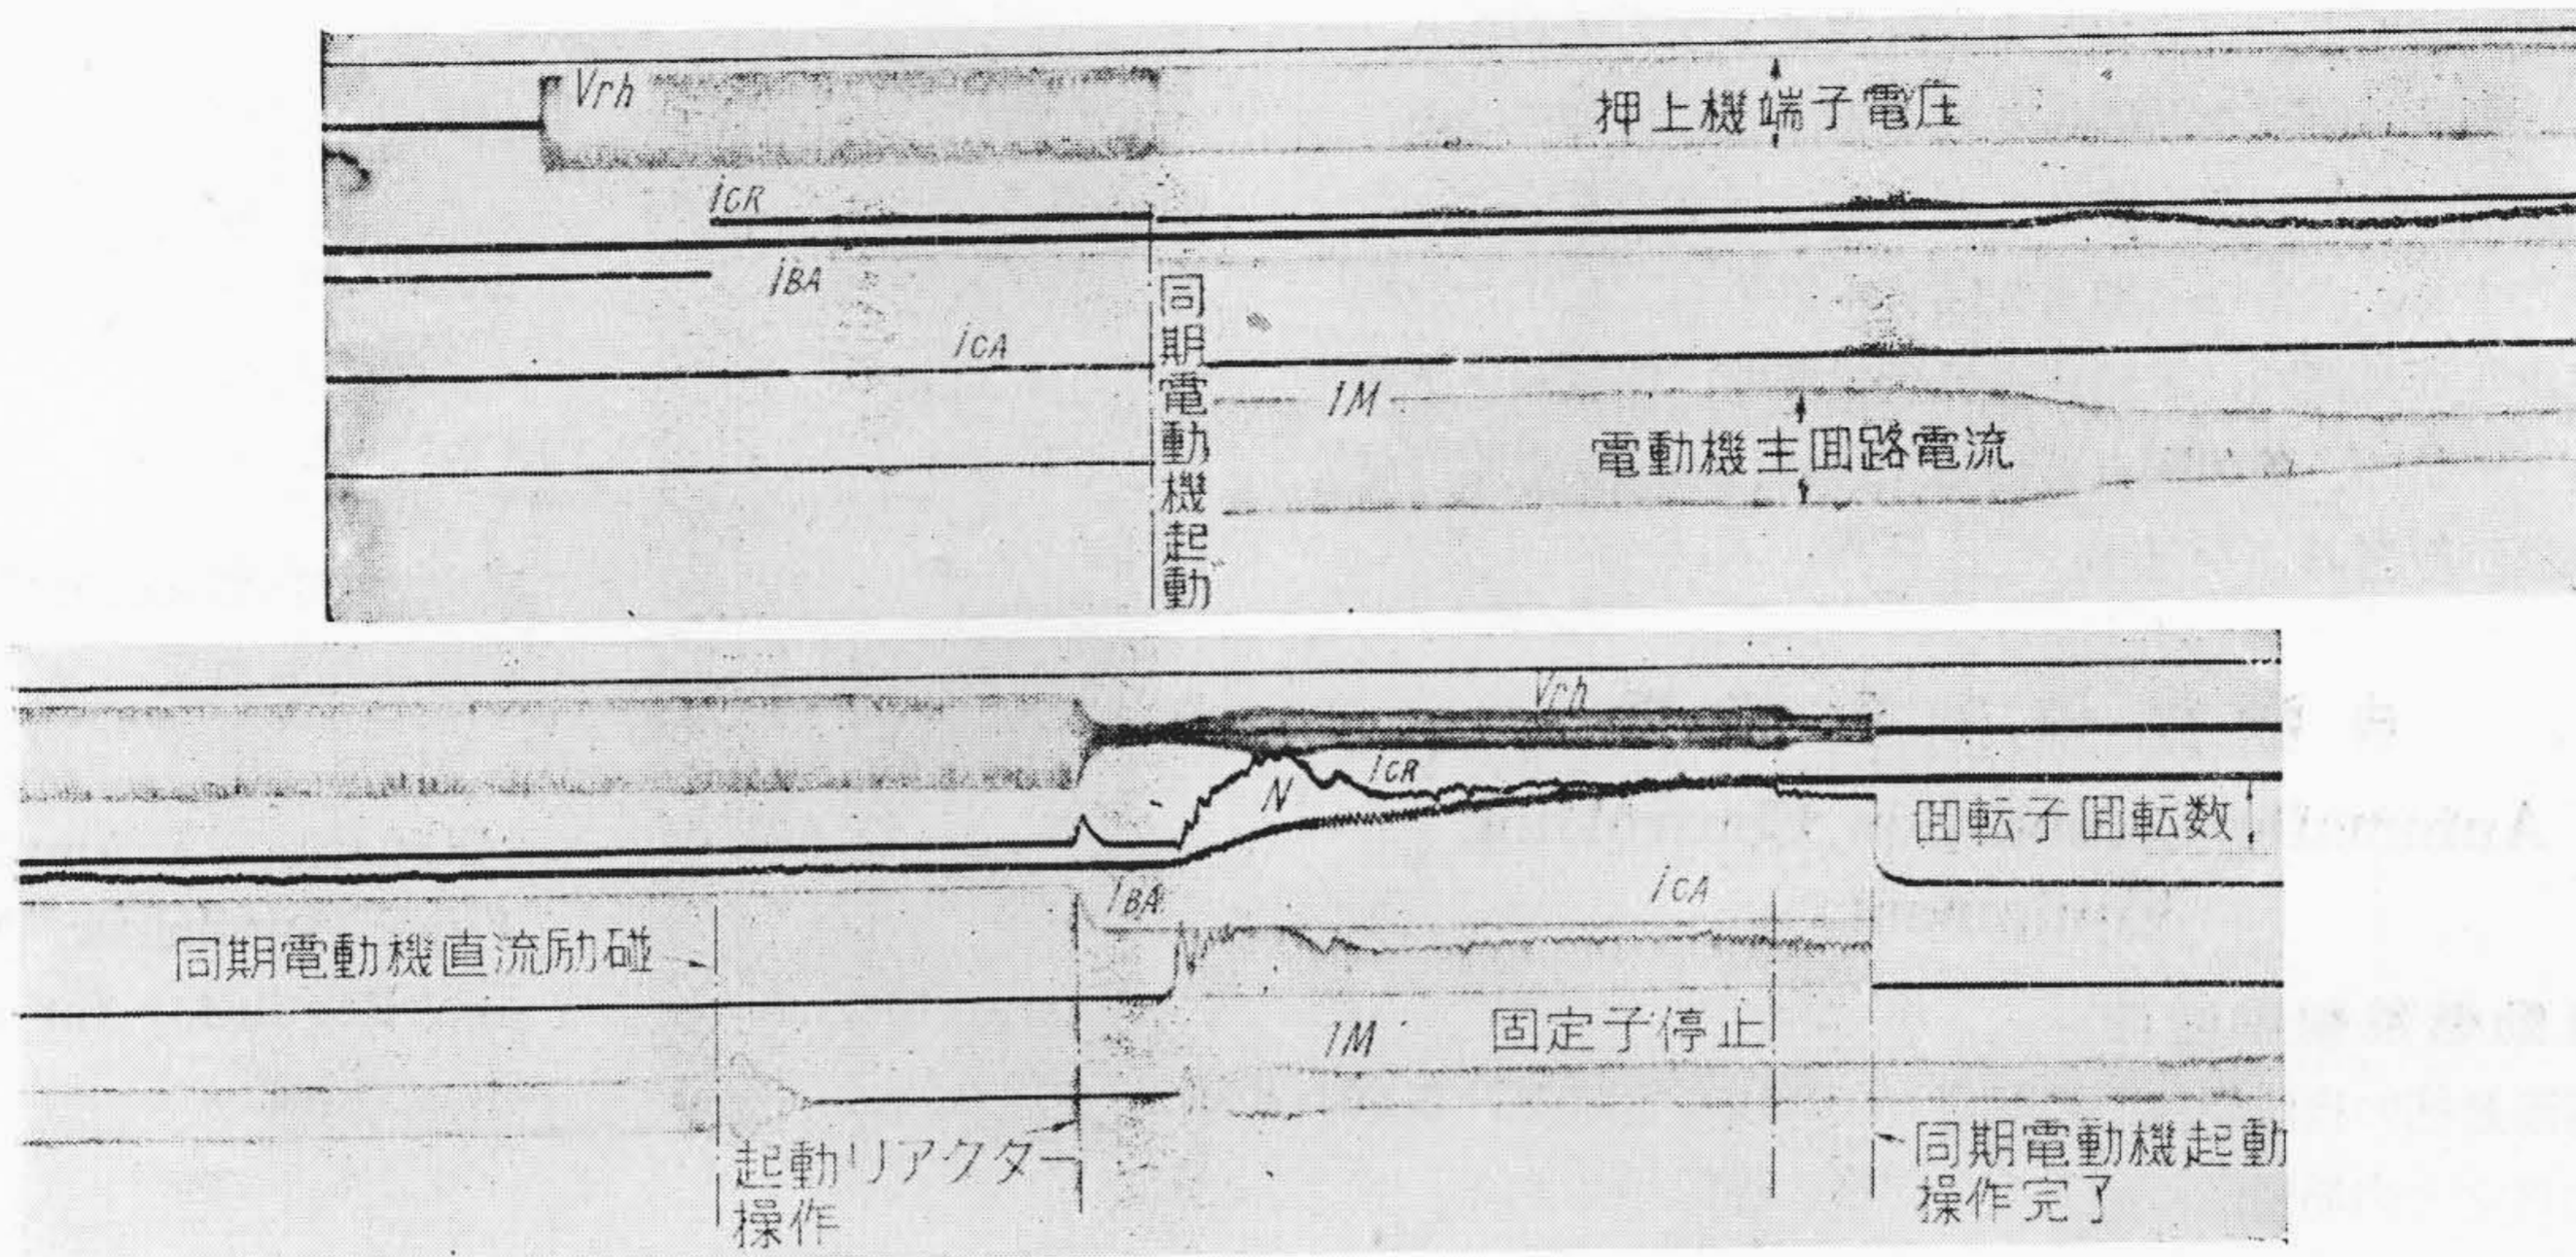 Vrh
押上機端子電圧
iCR
iBA
iCA
同期電動機起動
IM
電動機主回路電流
Vrh
iCR
N
回転子回転数
IBA
iCA
同期電動機直流励磁
IM
固定子停止
起動リアクター
操作
同期電動機起動
操作完了